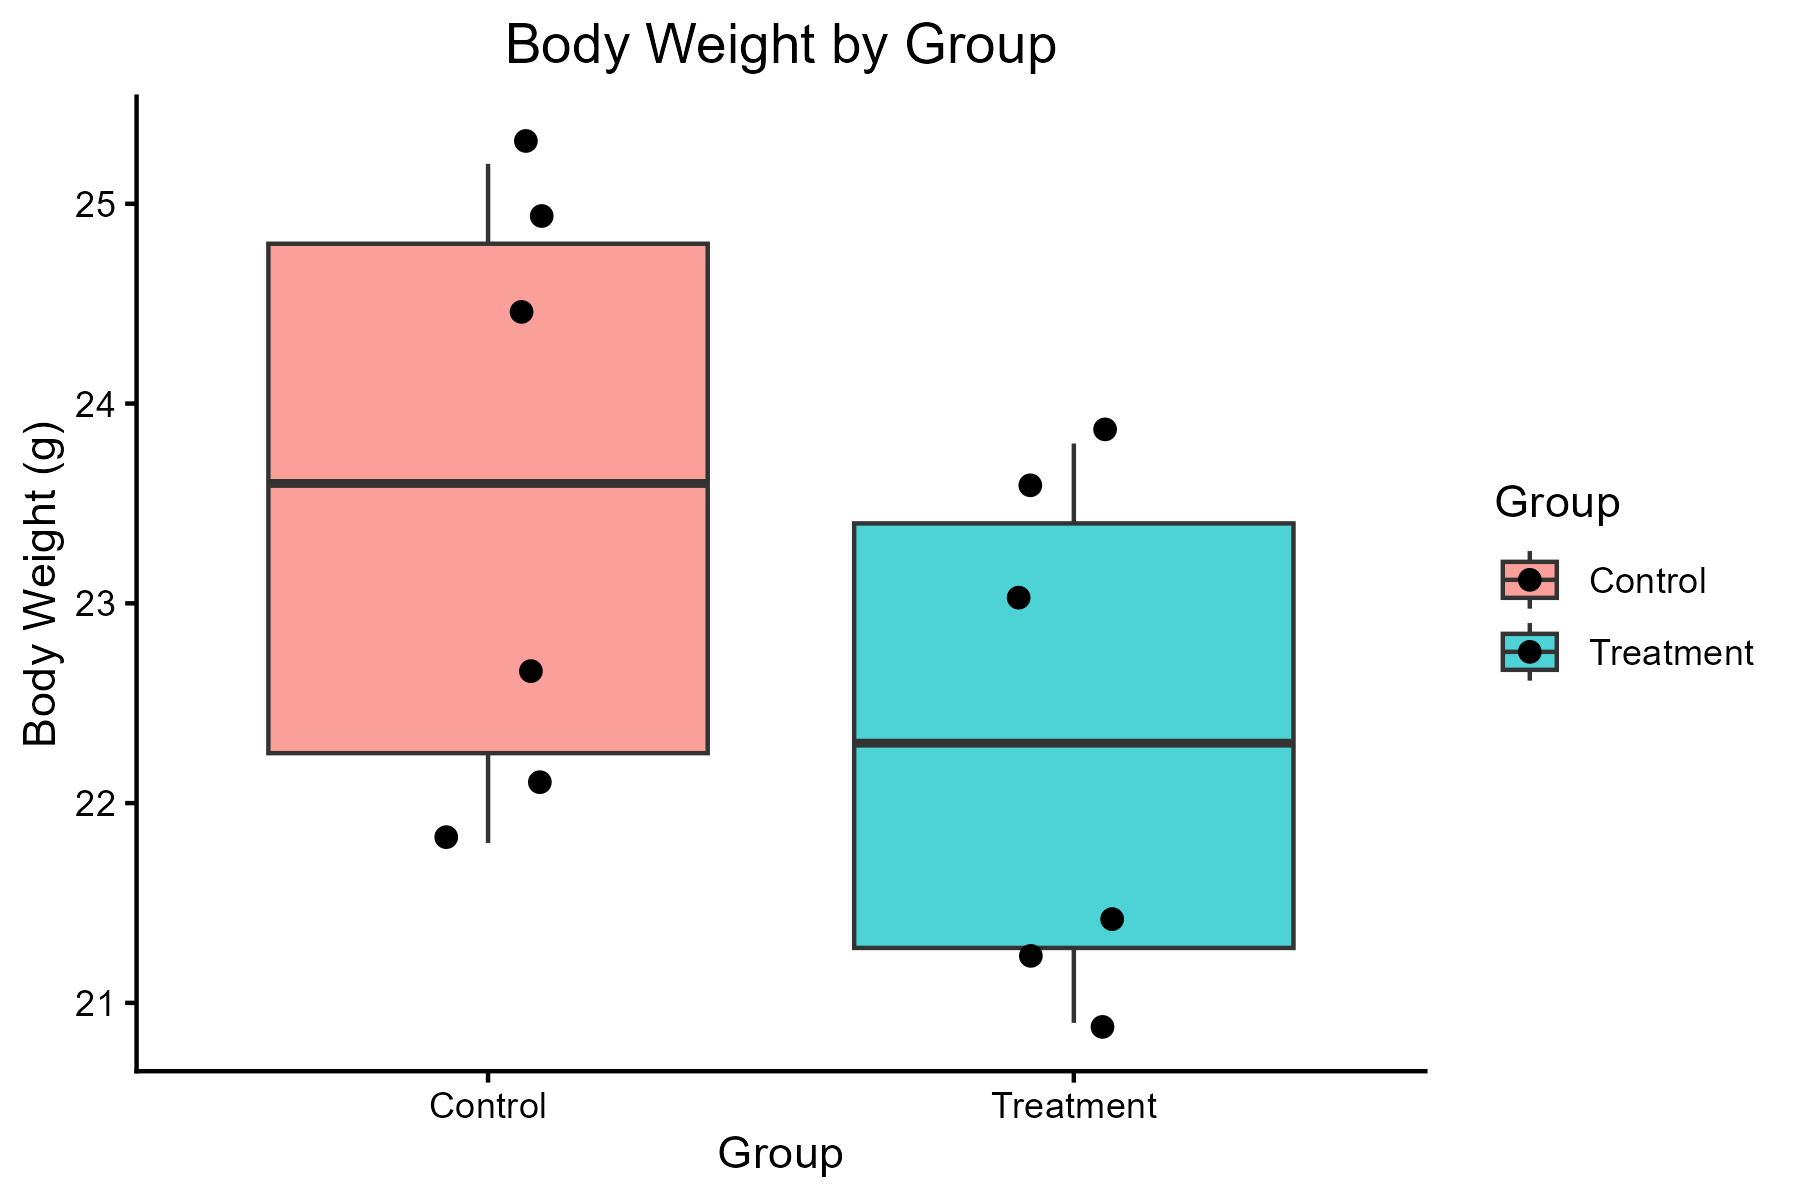 Body Weight by Group
Body Weight (g)
25
24
23
22
21
Control
Treatment
Group
Group
Control
Treatment